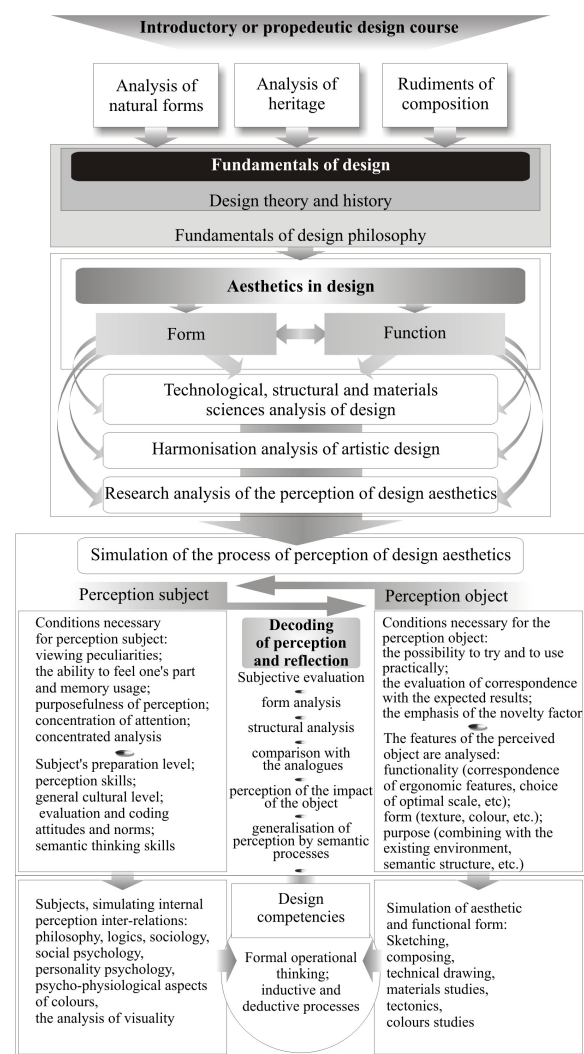 Introductory or propedeutic design course
Analysis of
natural forms
Analysis of
heritage
Rudiments of
composition
Fundamentals of design
Design theory and history
Fundamentals of design philosophy
Aesthetics in design
Form
Function
Technological, structural and materials
sciences analysis of design
Harmonisation analysis of artistic design
Research analysis of the perception of design aesthetics
Simulation of the process of perception of design aesthetics
Perception subject
Conditions necessary
for perception subject:
viewing peculiarities;
the ability to feel one's part
and memory usage;
purposefulness of perception;
concentration of attention;
concentrated analysis
Subject's preparation level;
perception skills;
general cultural level;
evaluation and coding
attitudes and norms;
semantic thinking skills
Decoding
of perception
and reflection
Subjective evaluation
form analysis
structural analysis
comparison with
the analogues
perception of the impact
of the object
generalisation of
perception by semantic
processes
Perception object
Conditions necessary for the
perception object:
the possibility to try and to use
practically;
the evaluation of correspondence
with the expected results;
the emphasis of the novelty factor
The features of the perceived
object are analysed:
functionality (correspondence
of ergonomic features, choice
of optimal scale, etc);
form (texture, colour, etc.);
purpose (combining with the
existing environment,
semantic structure, etc.)
Subjects, simulating internal
perception inter-relations:
philosophy, logics, sociology,
social psychology,
personality psychology,
psycho-physiological aspects
of colours,
the analysis of visuality
Design
competencies
Formal operational
thinking;
inductive and
deductive processes
Simulation of aesthetic
and functional form:
Sketching,
composing,
technical drawing,
materials studies,
tectonics,
colours studies